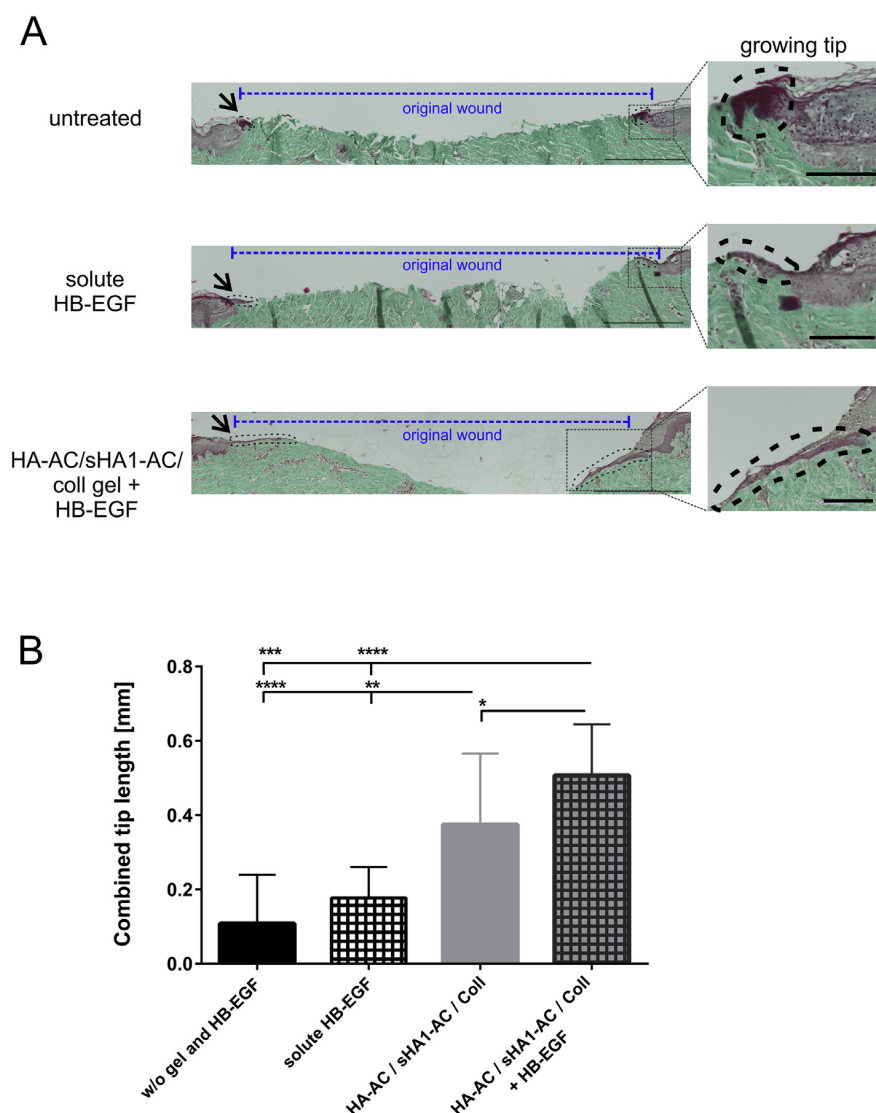 A
growing tip
untreated
original wound
solute
HB-EGF
original wound
HA-AC/sHA1-AC/
coll gel +
HB-EGF
original wound
B
Combined tip length [mm]
0.8
0.6
0.4
0.2
0.0
*** ****
**** **
*
w/o gel and HB-EGF
solute HB-EGF
HA-AC / sHA1-AC / Coll
HA-AC / sHA1-AC / Coll
+ HB-EGF